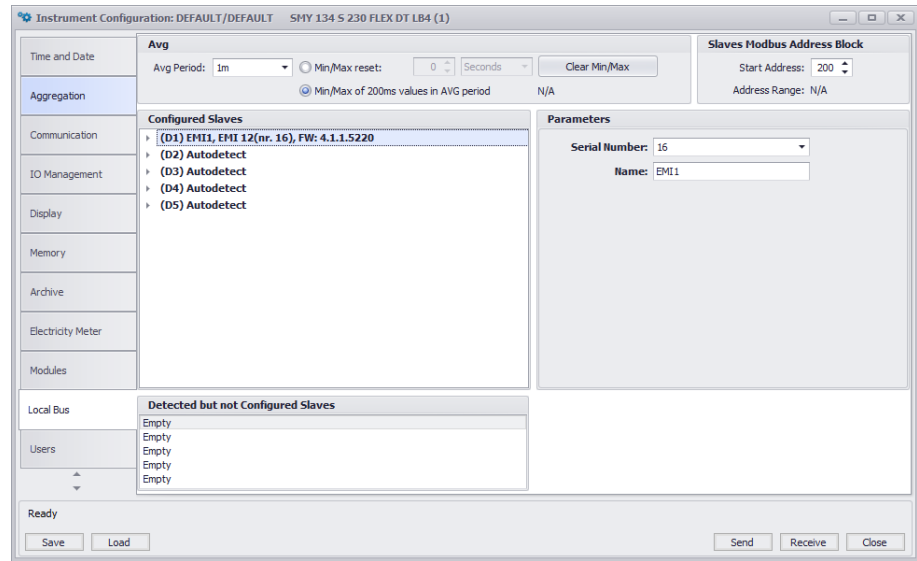 Instrument Configuration: DEFAULT/DEFAULT SMY 134 S 230 FLEX DT LB4 (1)
Time and Date
Aggregation
Communication
IO Management
Display
Memory
Archive
Electricity Meter
Modules
Local Bus
Users
Avg
Avg Period: 1m
Min/Max reset: 0 Seconds
Clear Min/Max
Min/Max of 200ms values in AVG period
N/A
Slaves Modbus Address Block
Start Address: 200
Address Range: N/A
Configured Slaves
(D1) EMI1, EMI 12(nr. 16), FW: 4.1.1.5220
(D2) Autodetect
(D3) Autodetect
(D4) Autodetect
(D5) Autodetect
Parameters
Serial Number: 16
Name: EMI1
Detected but not Configured Slaves
Empty
Empty
Empty
Empty
Empty
Ready
Save Load Send Receive Close